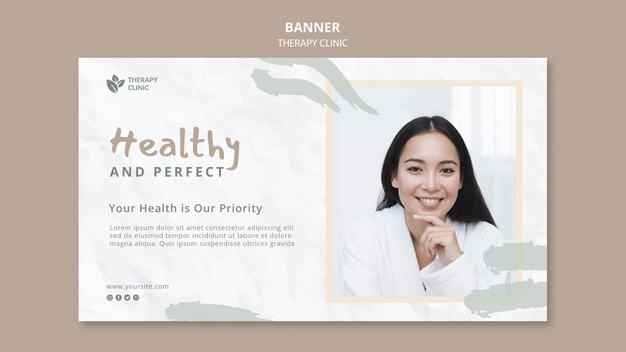 BANNER
THERAPY CLINIC
THERAPY
CLINIC
Healthy
AND PERFECT
Your Health is Our Priority
Lorem ipsum dolor sit amet consectetur adipiscing elit
sed do eiusmod tempor incididunt ut labore et dolore
magna aliqua. Quis ipsum suspendisse ultrices gravida
www.yoursite.com